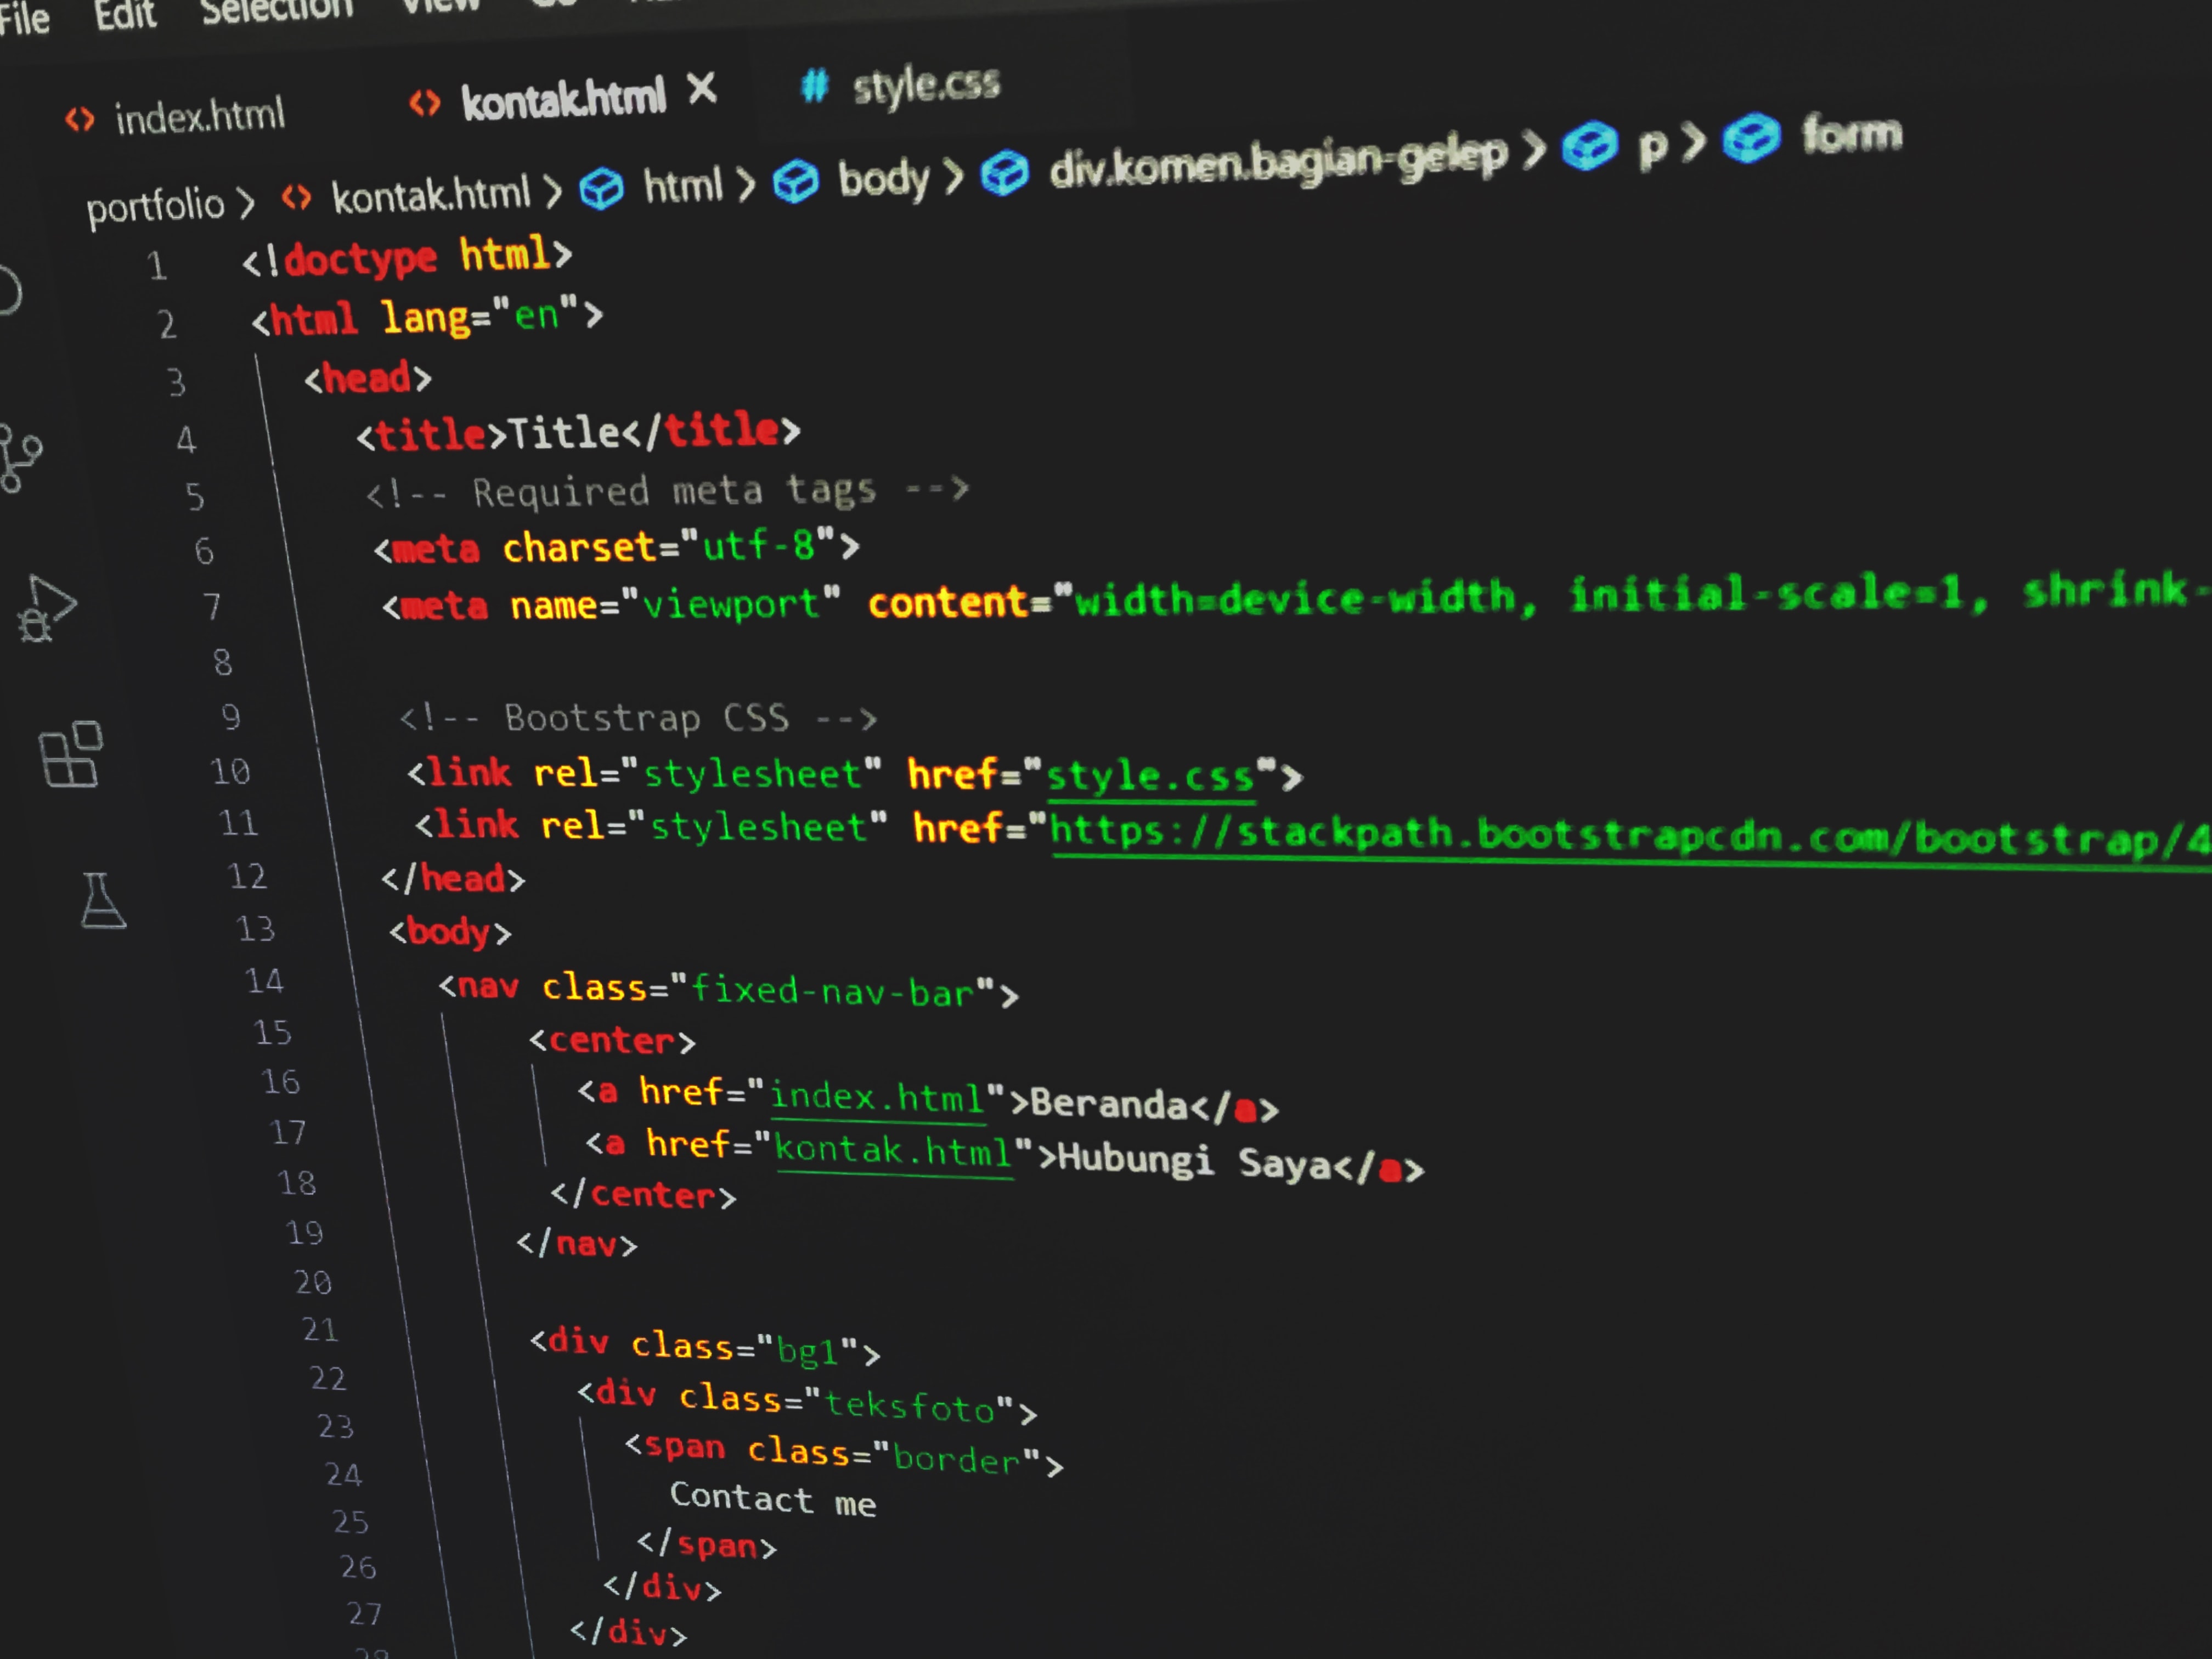 File Edit Selection View
index.html kontak.html style.css
portfolio > kontak.html > html > body > div.komen.bagian-gelep > p > form
1 <!doctype html>
2 <html lang="en">
3 <head>
4 <title>Title</title>
5 <!-- Required meta tags -->
6 <meta charset="utf-8">
7 <meta name="viewport" content="width=device-width, initial-scale=1, shrink-
8
9 <!-- Bootstrap CSS -->
10 <link rel="stylesheet" href="style.css">
11 <link rel="stylesheet" href="https://stackpath.bootstrapcdn.com/bootstrap/4
12 </head>
13 <body>
14 <nav class="fixed-nav-bar">
15 <center>
16 <a href="index.html">Beranda</a>
17 <a href="kontak.html">Hubungi Saya</a>
18 </center>
19 </nav>
20
21 <div class="bg1">
22 <div class="teksfoto">
23 <span class="border">
24 Contact me
25 </span>
26 </div>
27 </div>
28